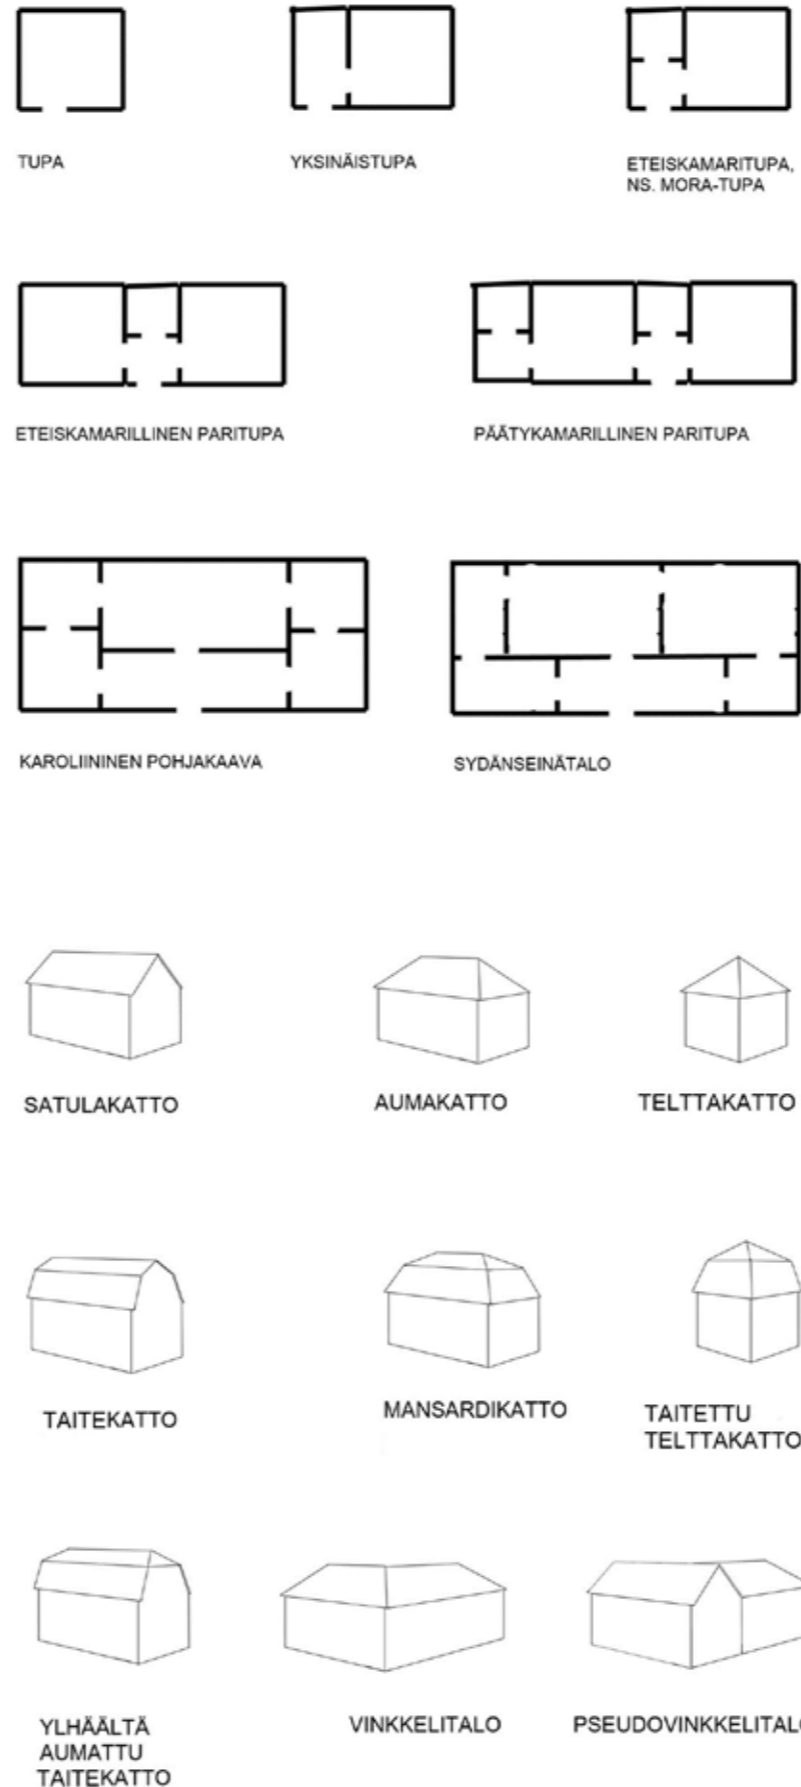 TUPA
YKSINÄISTUPA
ETEISKAMARITUPA,
NS. MORA-TUPA
ETEISKAMARILLINEN PARITUPA
PÄÄTYKAMARILLINEN PARITUPA
KAROLIININEN POHJAKAAVA
SYDÄNSEINÄTALO
SATULAKATTO
AUMAKATTO
TELTTAKATTO
TAITEKATTO
MANSARDIKATTO
TAITETTU
TELTTAKATTO
YLHÄÄLTÄ
AUMATTU
TAITEKATTO
VINKKELITALO
PSEUDOVINKKELITALO